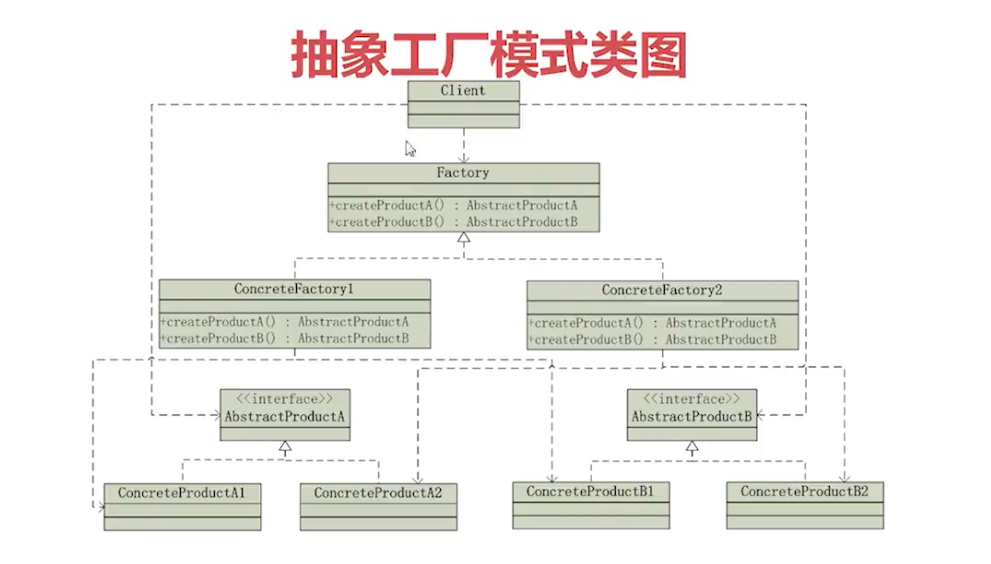 抽象工厂模式类图
Client
Factory
+createProductA() : AbstractProductA
+createProductB() : AbstractProductB
ConcreteFactory1
+createProductA() : AbstractProductA
+createProductB() : AbstractProductB
ConcreteFactory2
+createProductA() : AbstractProductA
+createProductB() : AbstractProductB
<<interface>>
AbstractProductA
<<interface>>
AbstractProductB
ConcreteProductA1
ConcreteProductA2
ConcreteProductB1
ConcreteProductB2